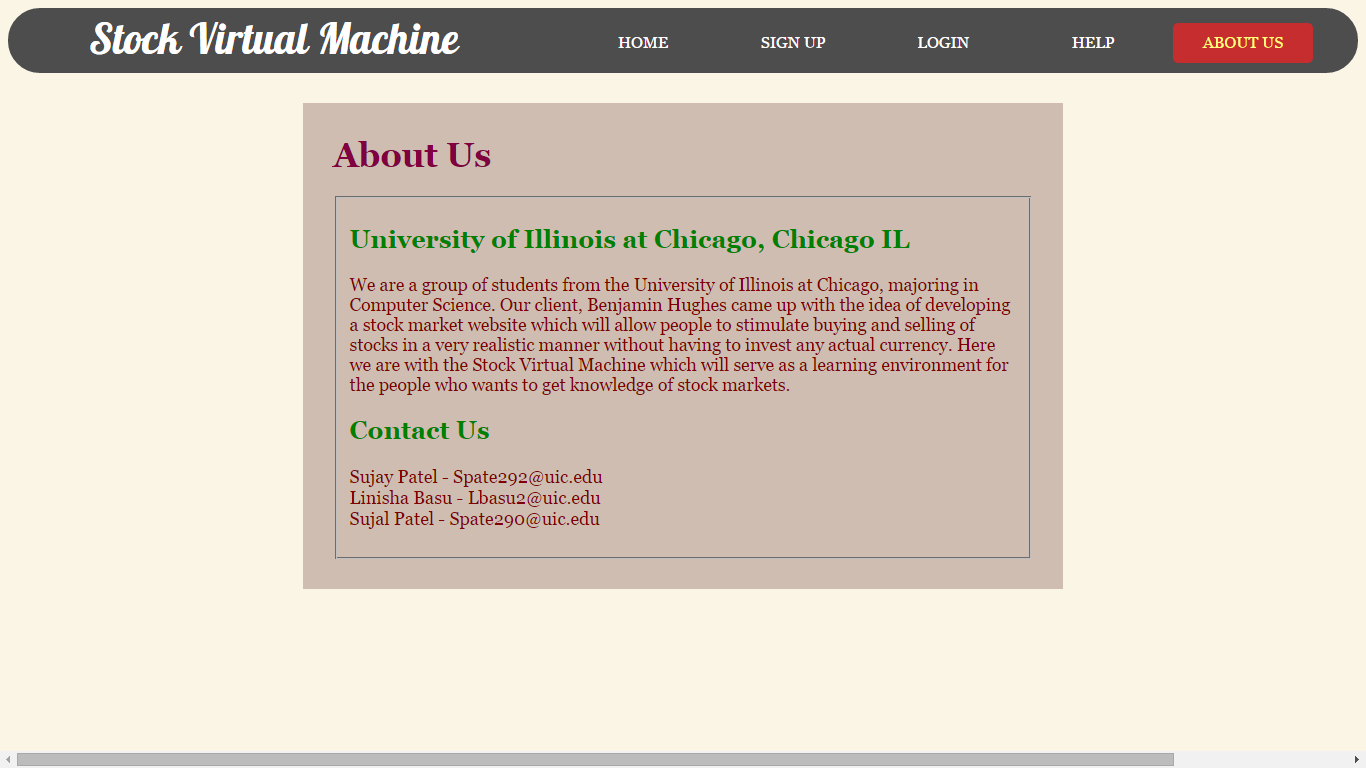 Stock Virtual Machine
HOME
SIGN UP
LOGIN
HELP
ABOUT US
About Us
University of Illinois at Chicago, Chicago IL
We are a group of students from the University of Illinois at Chicago, majoring in
Computer Science. Our client, Benjamin Hughes came up with the idea of developing
a stock market website which will allow people to stimulate buying and selling of
stocks in a very realistic manner without having to invest any actual currency. Here
we are with the Stock Virtual Machine which will serve as a learning environment for
the people who wants to get knowledge of stock markets.
Contact Us
Sujay Patel - Spate292@uic.edu
Linisha Basu - Lbasu2@uic.edu
Sujal Patel - Spate290@uic.edu